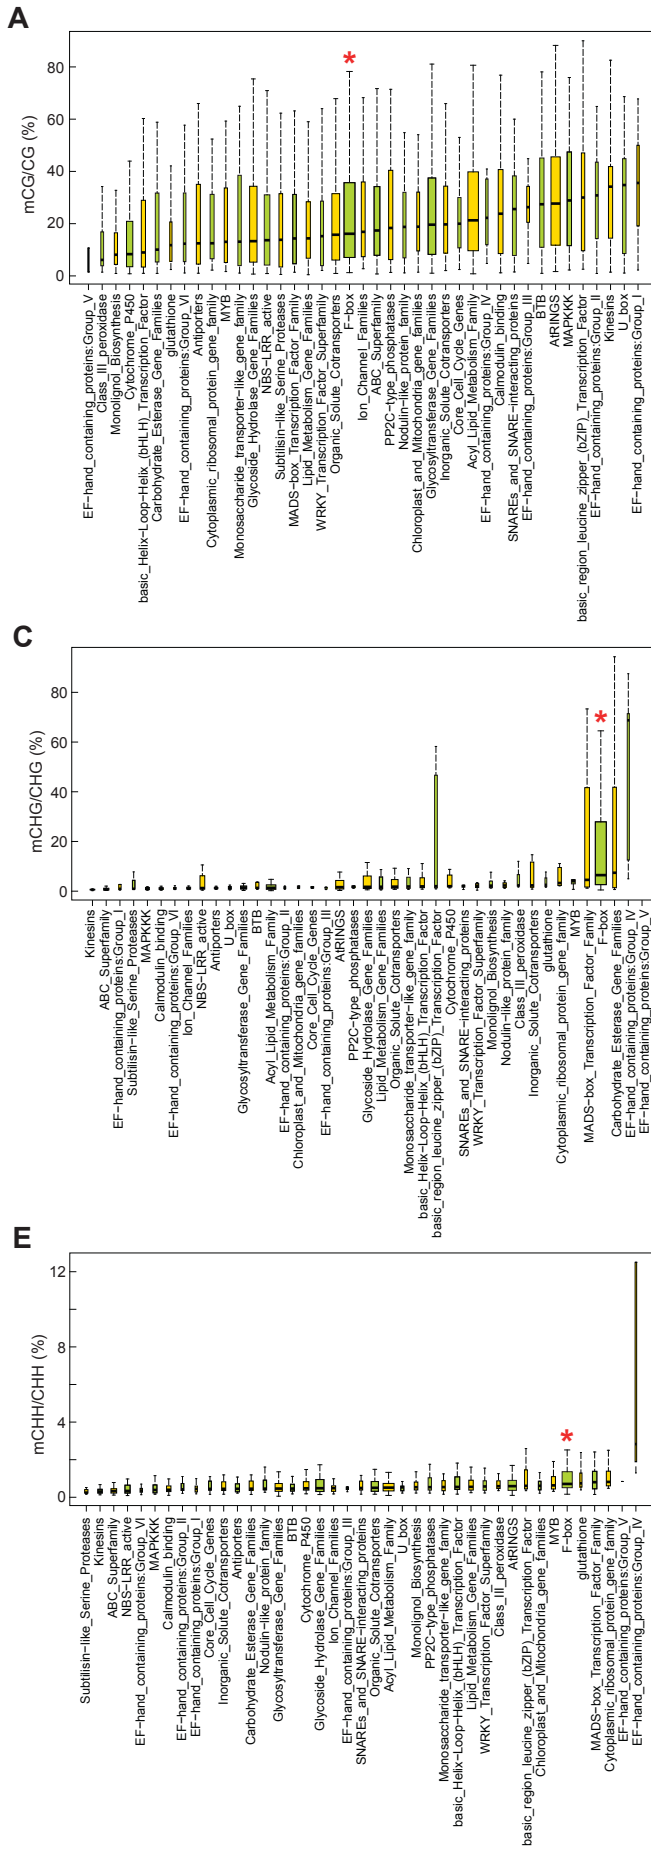 A
mCG/CG (%)
80
60
40
20
0
*
EF−hand_containing_proteins:Group_V
Class_III_peroxidase
Monolignol_Biosynthesis
Cytochrome_P450
basic_Helix−Loop−Helix_(bHLH)_Transcription_Factor
Carbohydrate_Esterase_Gene_Families
glutathione
EF−hand_containing_proteins:Group_VI
Antiporters
Cytoplasmic_ribosomal_protein_gene_family
MYB
Monosaccharide_transporter−like_gene_family
Glycoside_Hydrolase_Gene_Families
NBS−LRR_active
Subtilisin−like_Serine_Proteases
MADS−box_Transcription_Factor_Family
Lipid_Metabolism_Gene_Families
WRKY_Transcription_Factor_Superfamily
Organic_Solute_Cotransporters
F−box
Ion_Channel_Families
ABC_Superfamily
PP2C−type_phosphatases
Nodulin−like_protein_family
Chloroplast_and_Mitochondria_gene_families
Glycosyltransferase_Gene_Families
Inorganic_Solute_Cotransporters
Core_Cell_Cycle_Genes
Acyl_Lipid_Metabolism_Family
EF−hand_containing_proteins:Group_IV
Calmodulin_binding
SNAREs_and_SNARE−interacting_proteins
EF−hand_containing_proteins:Group_III
BTB
AtRINGS
MAPKKK
basic_region_leucine_zipper_(bZIP)_Transcription_Factor
EF−hand_containing_proteins:Group_II
Kinesins
U_box
EF−hand_containing_proteins:Group_I
C
mCHG/CHG (%)
80
60
40
20
0
*
Kinesins
ABC_Superfamily
EF−hand_containing_proteins:Group_I
Subtilisin−like_Serine_Proteases
MAPKKK
Calmodulin_binding
EF−hand_containing_proteins:Group_VI
Ion_Channel_Families
NBS−LRR_active
Antiporters
U_box
Glycosyltransferase_Gene_Families
BTB
Acyl_Lipid_Metabolism_Family
EF−hand_containing_proteins:Group_II
Chloroplast_and_Mitochondria_gene_families
Core_Cell_Cycle_Genes
EF−hand_containing_proteins:Group_III
AtRINGS
PP2C−type_phosphatases
Glycoside_Hydrolase_Gene_Families
Lipid_Metabolism_Gene_Families
Organic_Solute_Cotransporters
Monosaccharide_transporter−like_gene_family
basic_Helix−Loop−Helix_(bHLH)_Transcription_Factor
basic_region_leucine_zipper_(bZIP)_Transcription_Factor
Cytochrome_P450
SNAREs_and_SNARE−interacting_proteins
WRKY_Transcription_Factor_Superfamily
Monolignol_Biosynthesis
Nodulin−like_protein_family
Class_III_peroxidase
Inorganic_Solute_Cotransporters
glutathione
Cytoplasmic_ribosomal_protein_gene_family
MYB
MADS−box_Transcription_Factor_Family
F−box
Carbohydrate_Esterase_Gene_Families
EF−hand_containing_proteins:Group_IV
EF−hand_containing_proteins:Group_V
E
mCHH/CHH (%)
12
8
4
0
*
Subtilisin−like_Serine_Proteases
Kinesins
ABC_Superfamily
NBS−LRR_active
EF−hand_containing_proteins:Group_VI
MAPKKK
Calmodulin_binding
EF−hand_containing_proteins:Group_II
EF−hand_containing_proteins:Group_I
Core_Cell_Cycle_Genes
Inorganic_Solute_Cotransporters
Antiporters
Carbohydrate_Esterase_Gene_Families
Nodulin−like_protein_family
Glycosyltransferase_Gene_Families
BTB
Cytochrome_P450
Glycoside_Hydrolase_Gene_Families
Ion_Channel_Families
EF−hand_containing_proteins:Group_III
SNAREs_and_SNARE−interacting_proteins
Organic_Solute_Cotransporters
Acyl_Lipid_Metabolism_Family
U_box
Monolignol_Biosynthesis
PP2C−type_phosphatases
Monosaccharide_transporter−like_gene_family
basic_Helix−Loop−Helix_(bHLH)_Transcription_Factor
Lipid_Metabolism_Gene_Families
WRKY_Transcription_Factor_Superfamily
Class_III_peroxidase
AtRINGS
basic_region_leucine_zipper_(bZIP)_Transcription_Factor
Chloroplast_and_Mitochondria_gene_families
MYB
F−box
glutathione
MADS−box_Transcription_Factor_Family
Cytoplasmic_ribosomal_protein_gene_family
EF−hand_containing_proteins:Group_V
EF−hand_containing_proteins:Group_IV